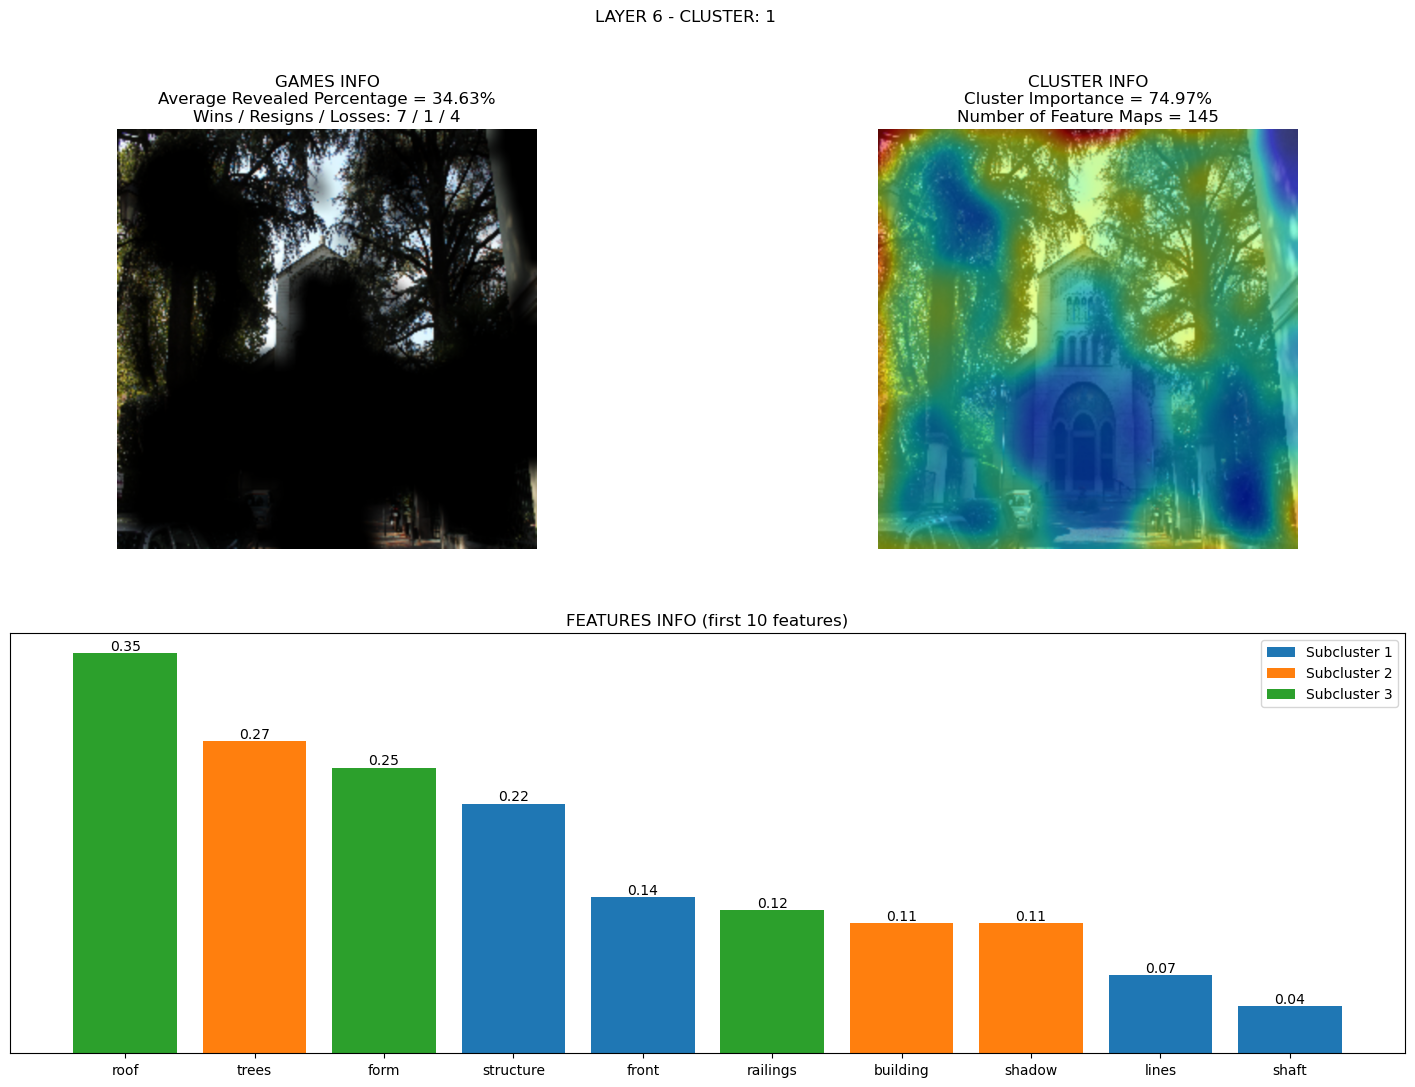 LAYER 6 - CLUSTER: 1
GAMES INFO
Average Revealed Percentage = 34.63%
Wins / Resigns / Losses: 7 / 1 / 4
CLUSTER INFO
Cluster Importance = 74.97%
Number of Feature Maps = 145
FEATURES INFO (first 10 features)
0.35
0.27
0.25
0.22
0.14
0.12
0.11
0.11
0.07
0.04
Subcluster 1
Subcluster 2
Subcluster 3
roof
trees
form
structure
front
railings
building
shadow
lines
shaft